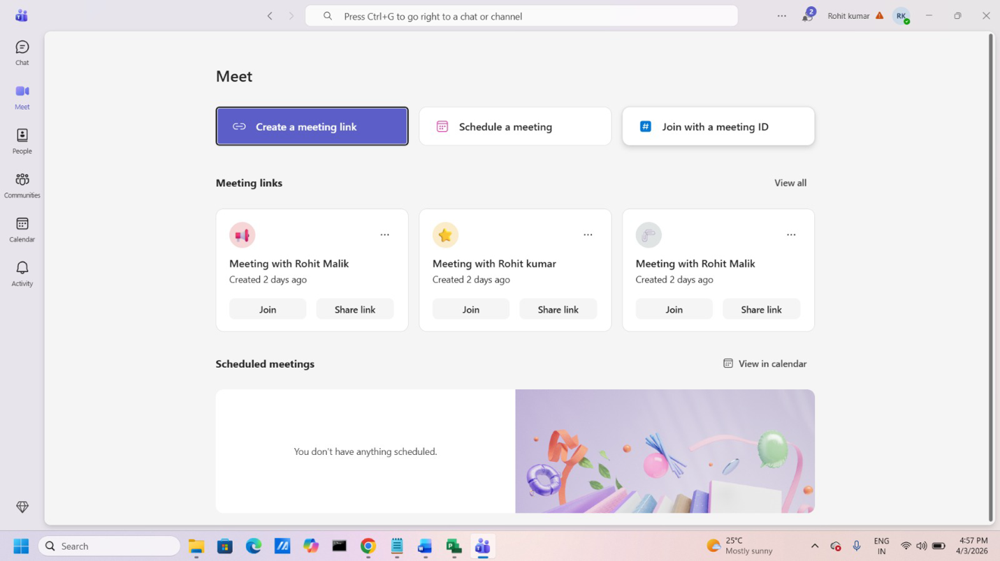 Press Ctrl+G to go right to a chat or channel
2
Rohit kumar
RK
Chat
Meet
People
Communities
Calendar
Activity
Meet
Create a meeting link
Schedule a meeting
# Join with a meeting ID
Meeting links
View all
Meeting with Rohit Malik
Created 2 days ago
Join
Share link
Meeting with Rohit kumar
Created 2 days ago
Join
Share link
Meeting with Rohit Malik
Created 2 days ago
Join
Share link
Scheduled meetings
View in calendar
You don't have anything scheduled.
Search
25°C
Mostly sunny
ENG
IN
4:57 PM
4/3/2026